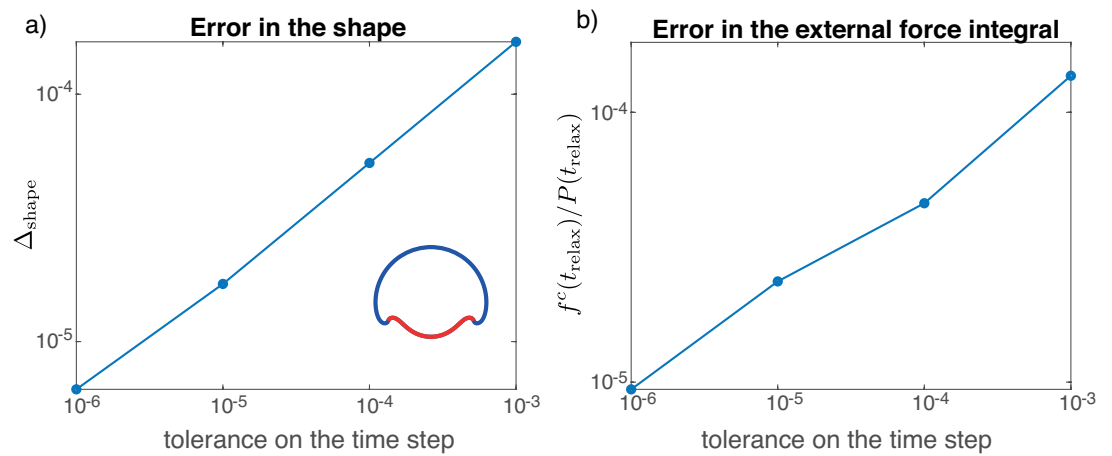 a)
Error in the shape
10⁻⁴
10⁻⁵
Δ_shape
10⁻⁶
10⁻⁵
10⁻⁴
10⁻³
tolerance on the time step
b)
Error in the external force integral
10⁻⁴
10⁻⁵
fᶜ(t_relax)/P(t_relax)
10⁻⁶
10⁻⁵
10⁻⁴
10⁻³
tolerance on the time step